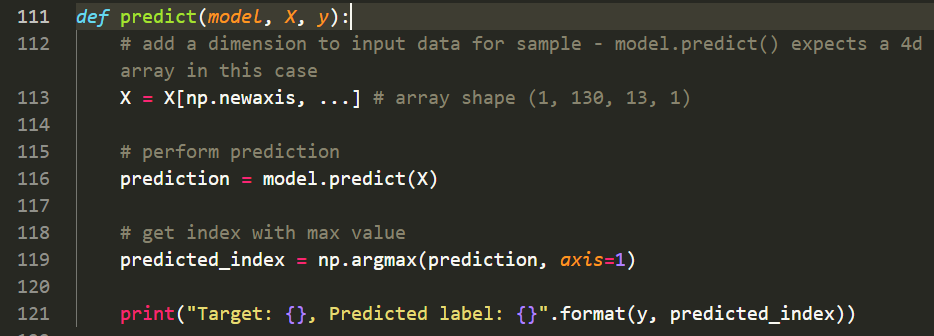 111 def predict(model, X, y):
112     # add a dimension to input data for sample - model.predict() expects a 4d
    array in this case
113     X = X[np.newaxis, ...] # array shape (1, 130, 13, 1)
114
115     # perform prediction
116     prediction = model.predict(X)
117
118     # get index with max value
119     predicted_index = np.argmax(prediction, axis=1)
120
121     print("Target: {}, Predicted label: {}".format(y, predicted_index))